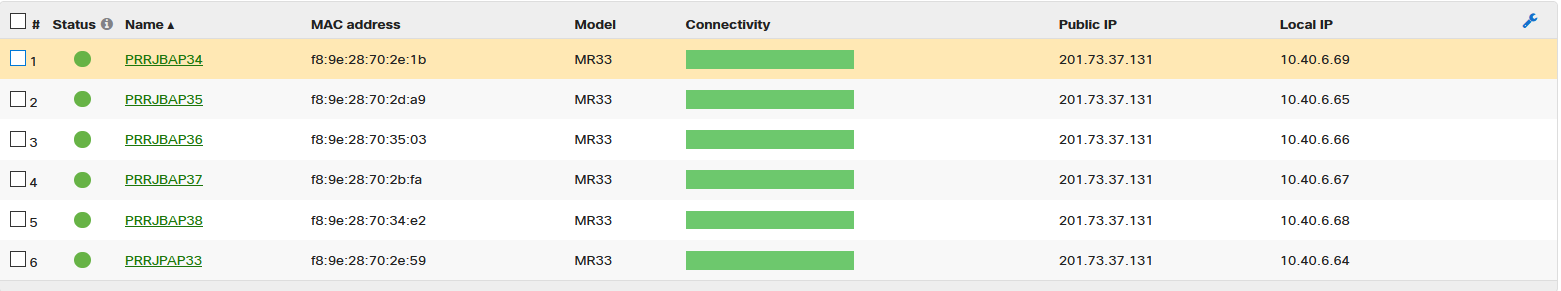 # Status Name MAC address Model Connectivity Public IP Local IP
1 PRRJBAP34 f8:9e:28:70:2e:1b MR33 201.73.37.131 10.40.6.69
2 PRRJBAP35 f8:9e:28:70:2d:a9 MR33 201.73.37.131 10.40.6.65
3 PRRJBAP36 f8:9e:28:70:35:03 MR33 201.73.37.131 10.40.6.66
4 PRRJBAP37 f8:9e:28:70:2b:fa MR33 201.73.37.131 10.40.6.67
5 PRRJBAP38 f8:9e:28:70:34:e2 MR33 201.73.37.131 10.40.6.68
6 PRRJPAP33 f8:9e:28:70:2e:59 MR33 201.73.37.131 10.40.6.64